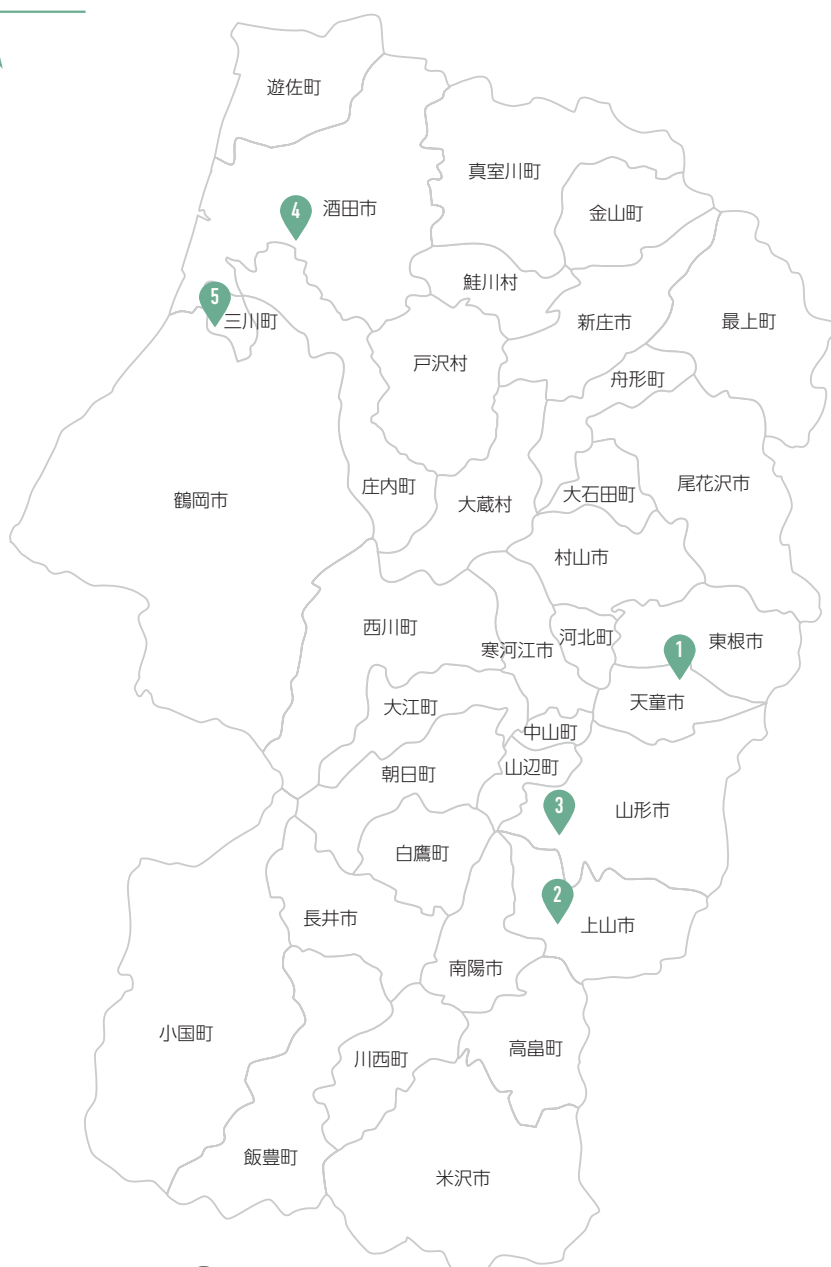 遊佐町
真室川町
4
酒田市
金山町
鮭川村
5
三川町
新庄市
最上町
戸沢村
舟形町
鶴岡市
庄内町
大蔵村
大石田町
尾花沢市
村山市
西川町
寒河江市
河北町
1
東根市
大江町
天童市
中山町
朝日町
山辺町
3
山形市
白鷹町
2
長井市
上山市
南陽市
小国町
川西町
高畠町
飯豊町
米沢市